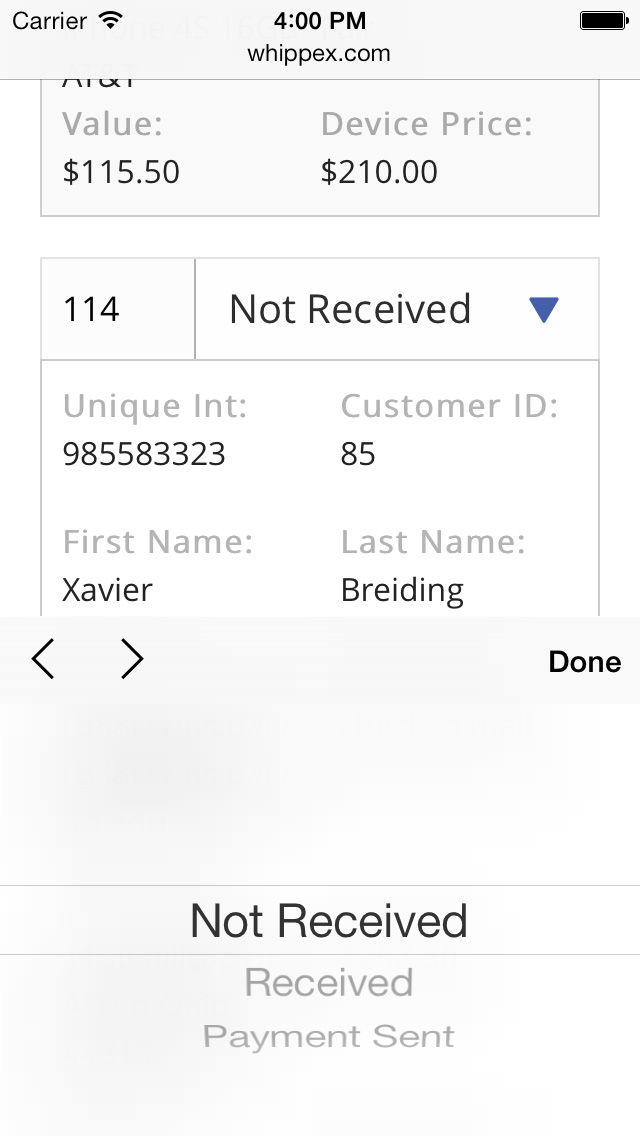 Carrier 4:00 PM
whippex.com
AT&T
Value: Device Price:
$115.50 $210.00
114 Not Received
Unique Int: Customer ID:
985583323 85
First Name: Last Name:
Xavier Breiding
Done
Not Received
Received
Payment Sent